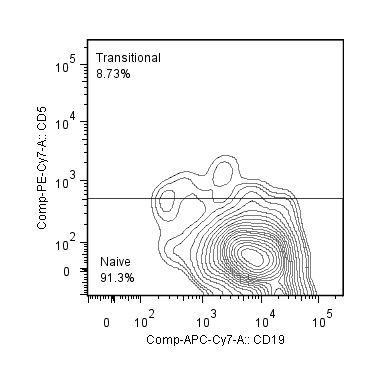 Transitional
8.73%
10^5
10^4
10^3
10^2
0
Comp-PE-Cy7-A:: CD5
Naive
91.3%
0 10^2 10^3 10^4 10^5
Comp-APC-Cy7-A:: CD19